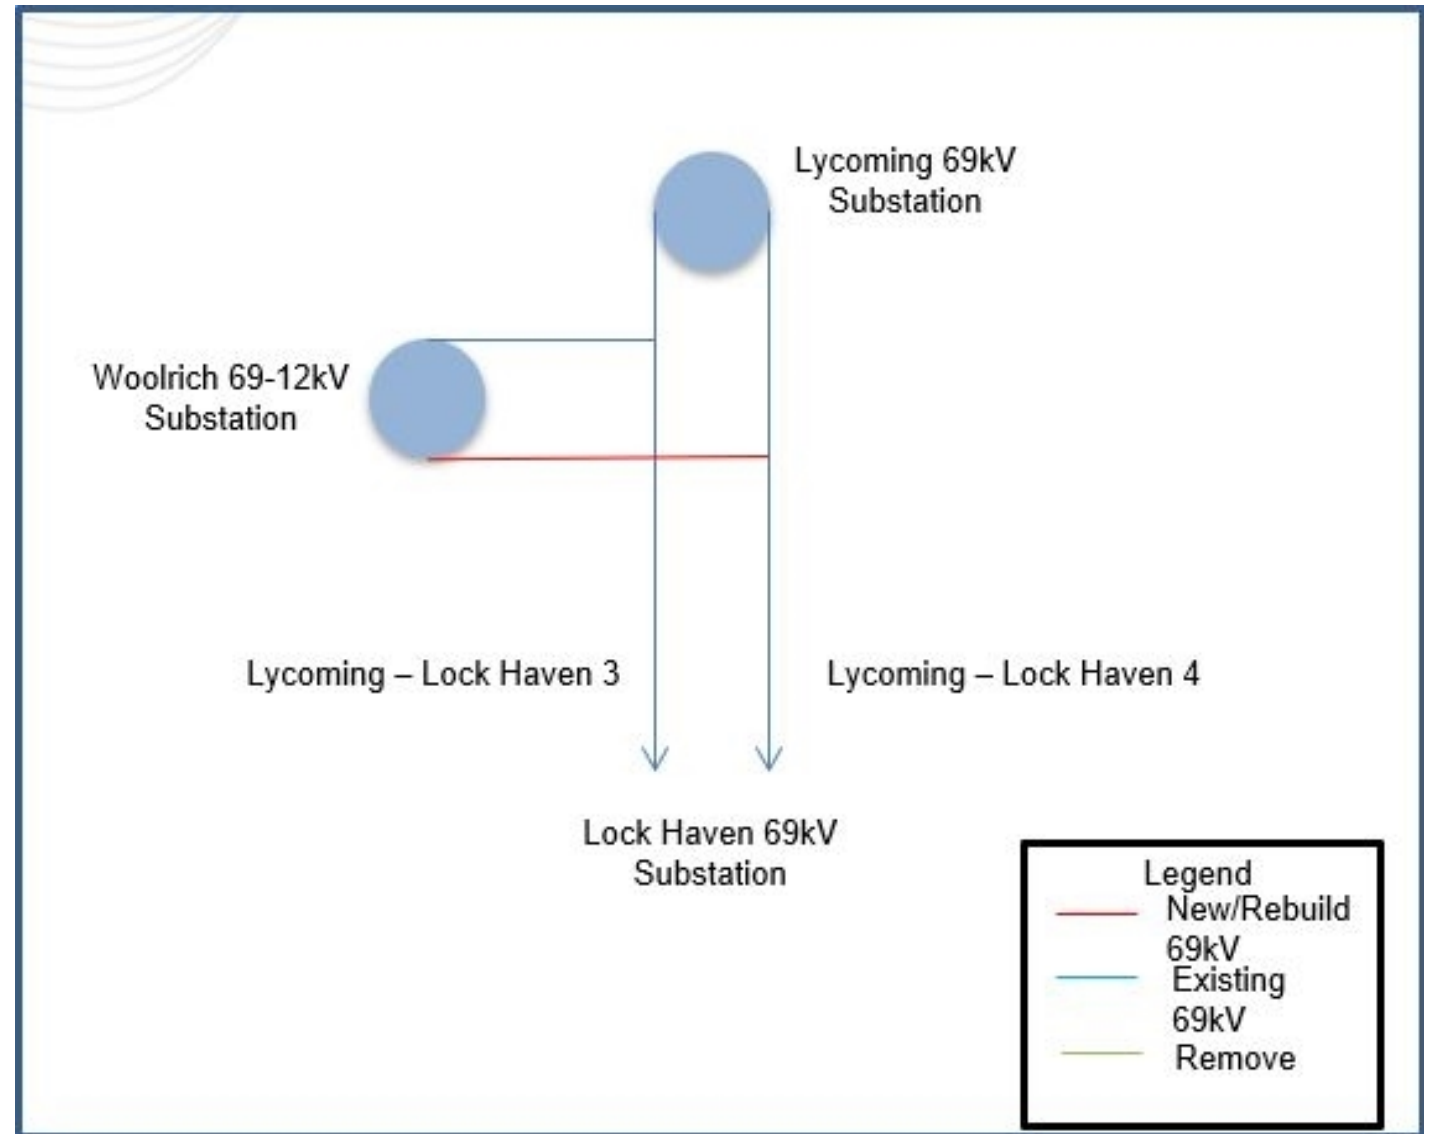 Lycoming 69kV
Substation
Woolrich 69-12kV
Substation
Lycoming – Lock Haven 3
Lycoming – Lock Haven 4
Lock Haven 69kV
Substation
Legend
New/Rebuild
69kV
Existing
69kV
Remove